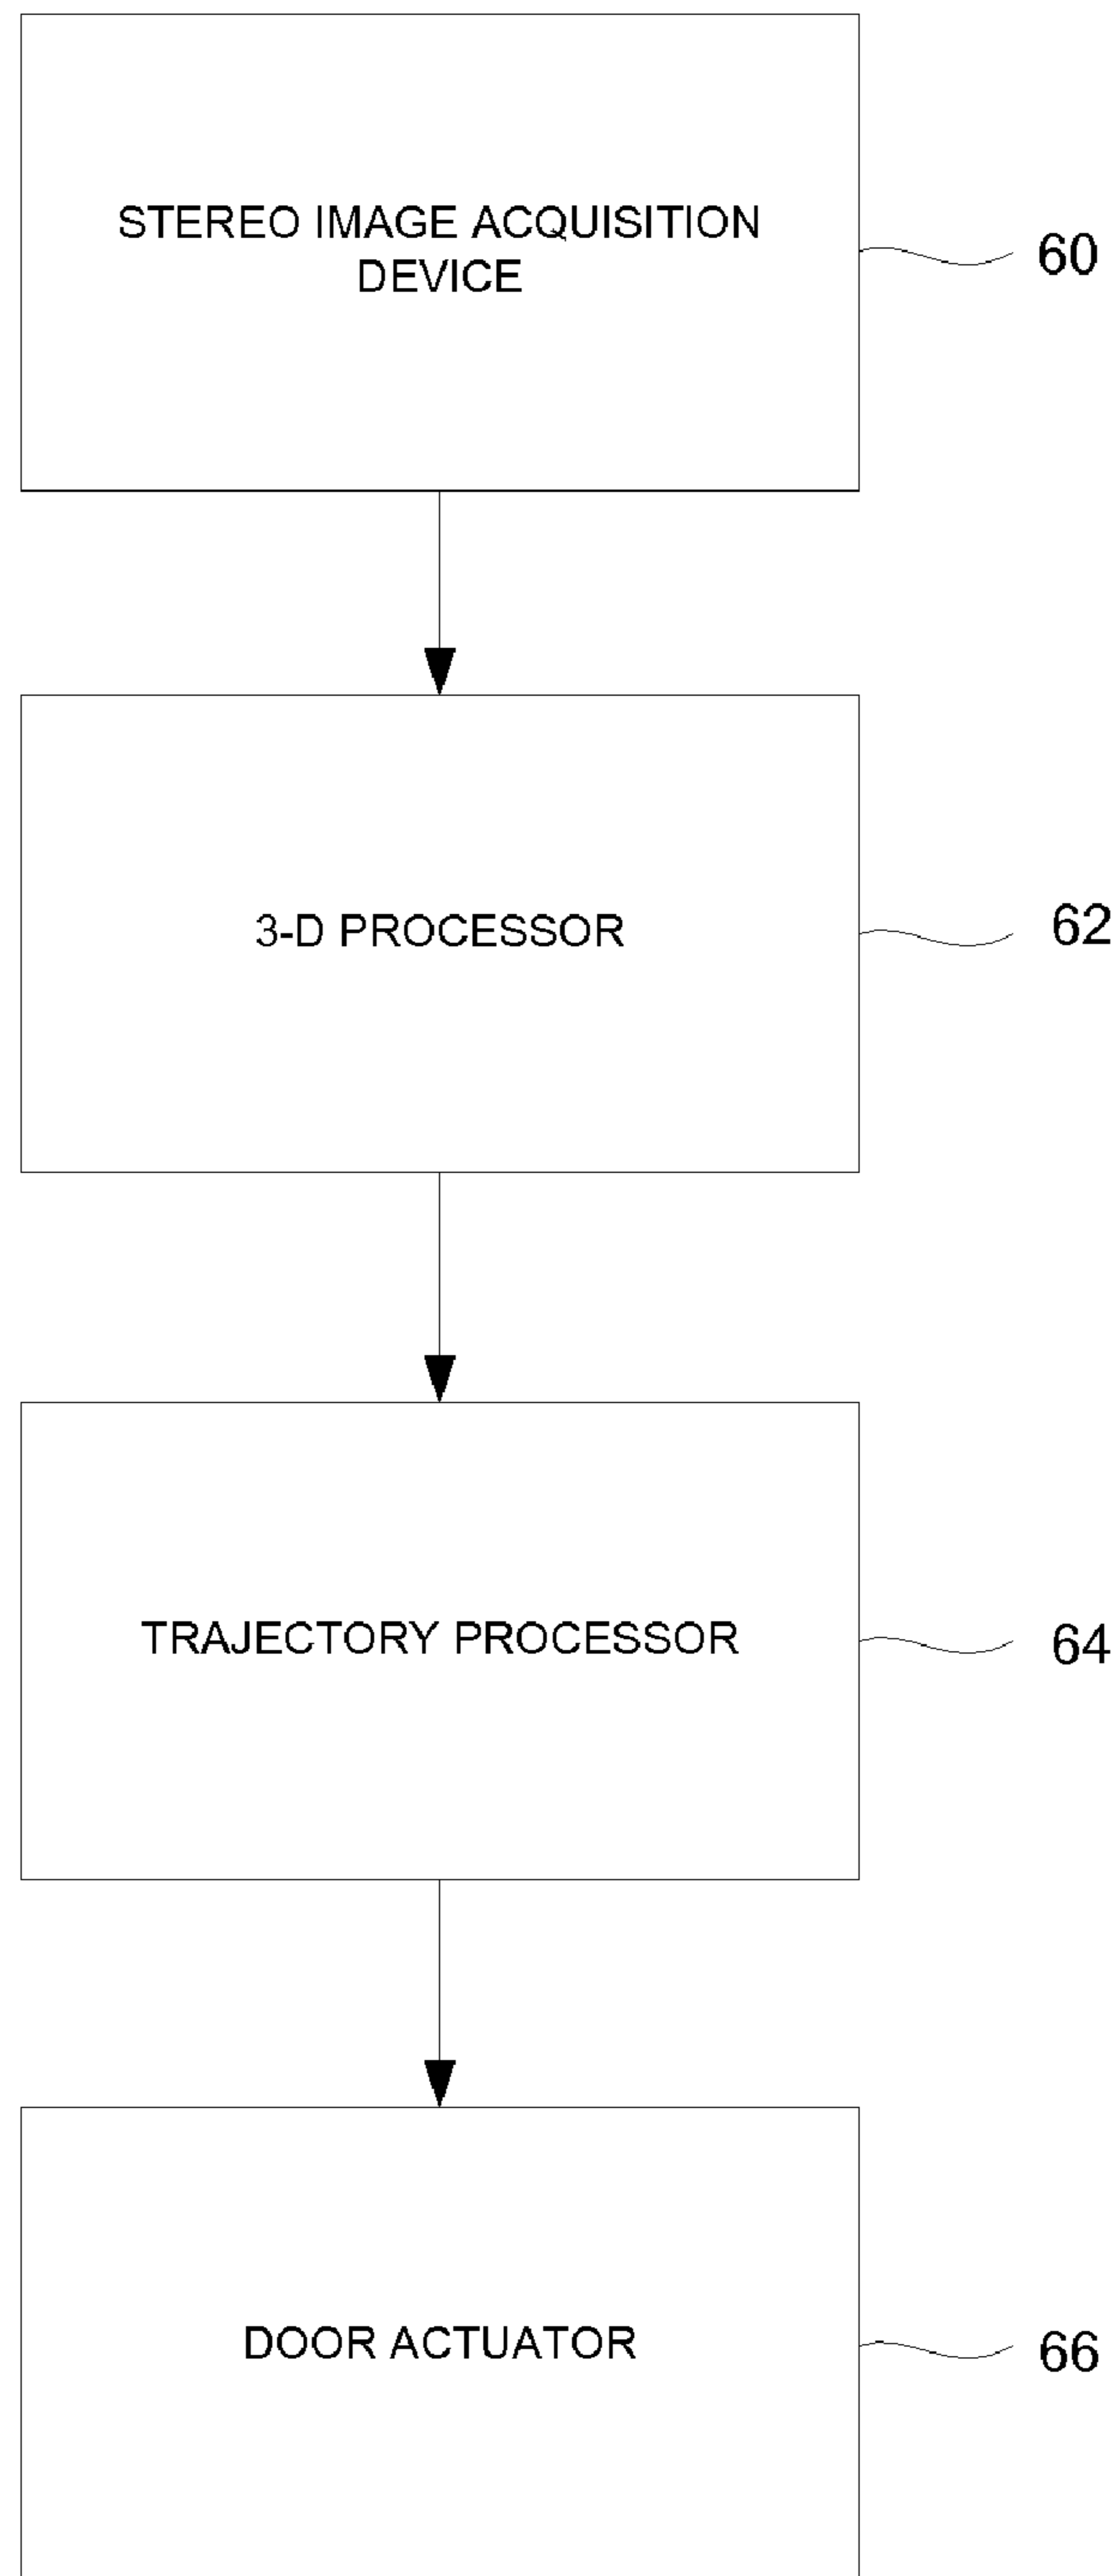 STEREO IMAGE ACQUISITION
DEVICE
60
3-D PROCESSOR
62
TRAJECTORY PROCESSOR
64
DOOR ACTUATOR
66